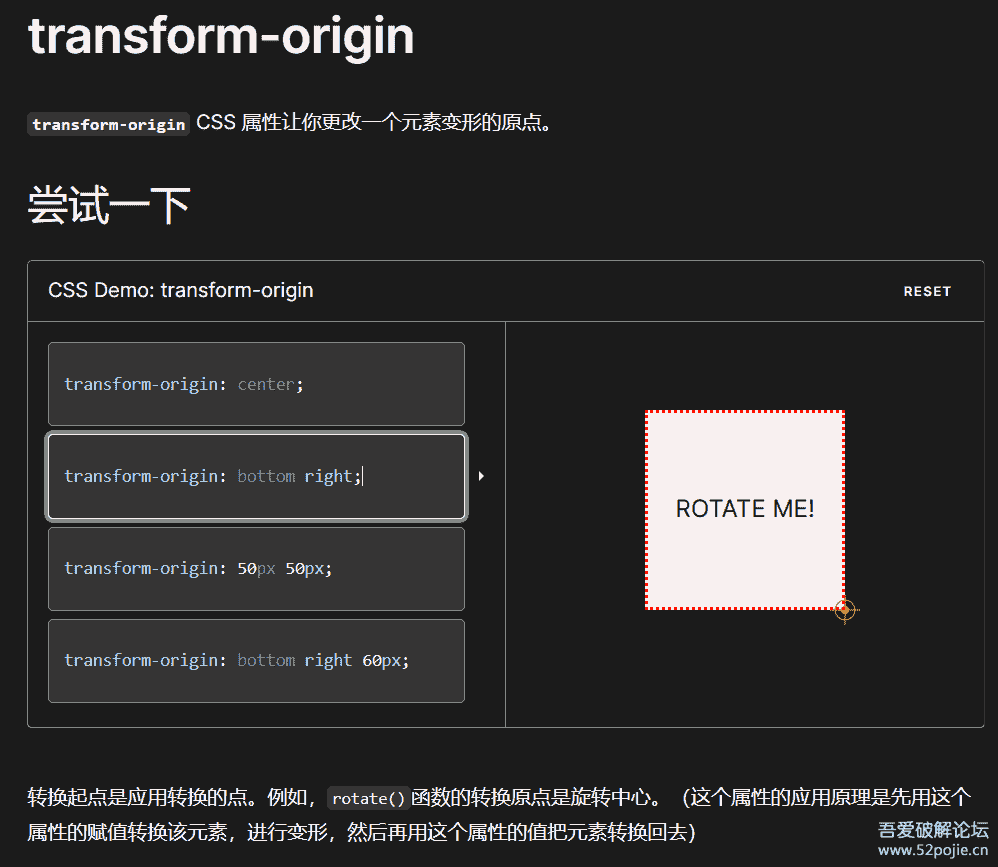 transform-origin
transform-origin CSS 属性让你更改一个元素变形的原点。
尝试一下
CSS Demo: transform-origin
RESET
transform-origin: center;
transform-origin: bottom right;
transform-origin: 50px 50px;
transform-origin: bottom right 60px;
ROTATE ME!
转换起点是应用转换的点。例如，rotate()函数的转换原点是旋转中心。（这个属性的应用原理是先用这个
属性的赋值转换该元素，进行变形，然后再用这个属性的值把元素转换回去）
吾爱破解论坛
www.52pojie.cn